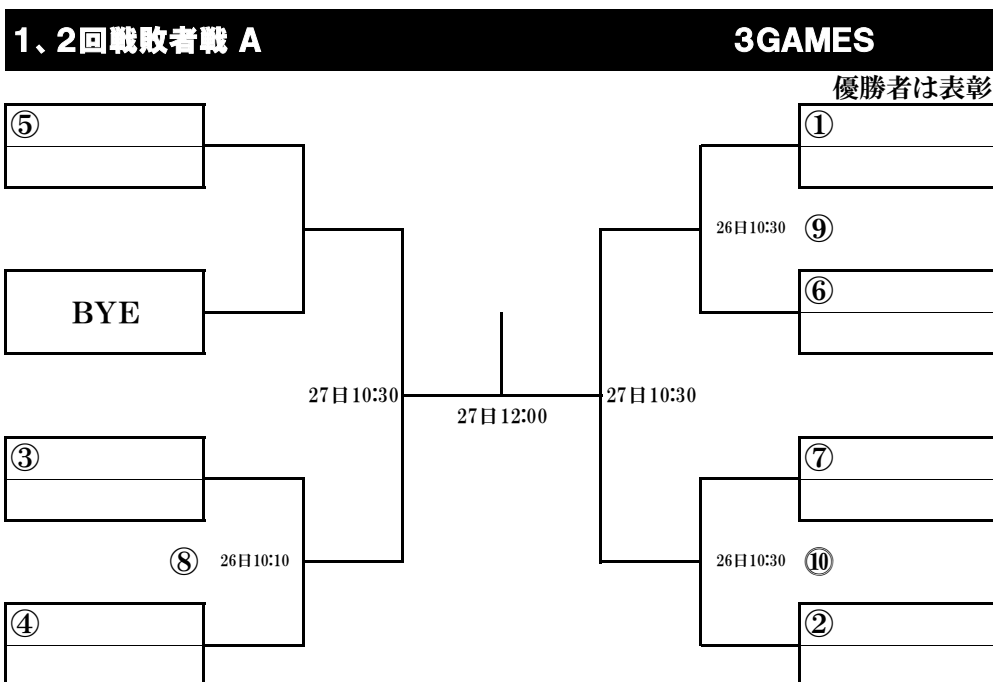 1、2回戦敗者戦 A
3GAMES
優勝者は表彰
⑤
①
26日10:30 ⑨
BYE
⑥
27日10:30
27日10:30
27日12:00
③
⑦
⑧ 26日10:10
26日10:30 ⑩
④
②